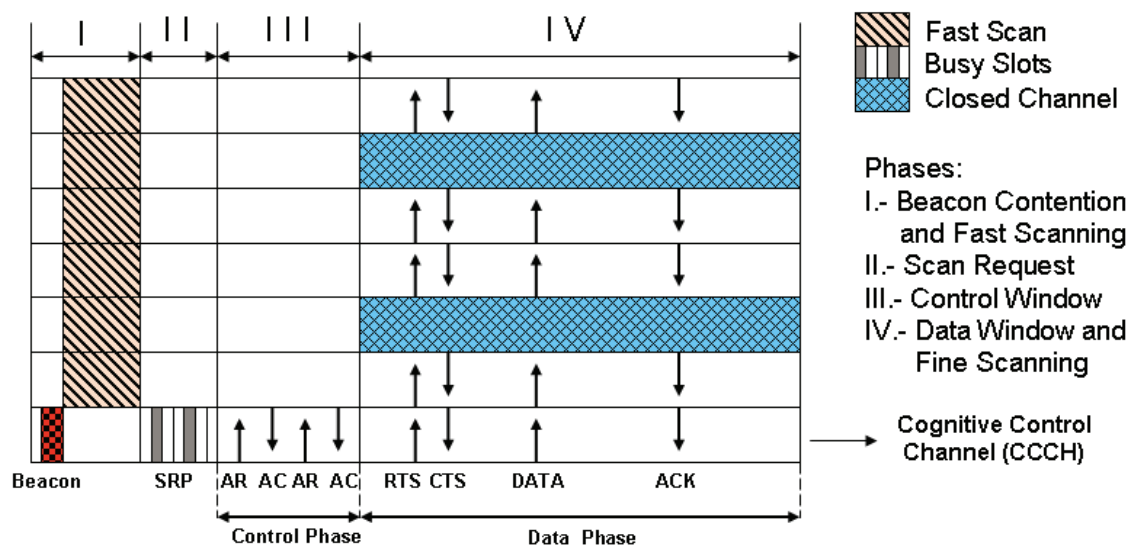 I II III IV
Fast Scan
Busy Slots
Closed Channel
Phases:
I.- Beacon Contention
and Fast Scanning
II.- Scan Request
III.- Control Window
IV.- Data Window and
Fine Scanning
Cognitive Control
Channel (CCCH)
Beacon SRP AR AC AR AC RTS CTS DATA ACK
Control Phase Data Phase